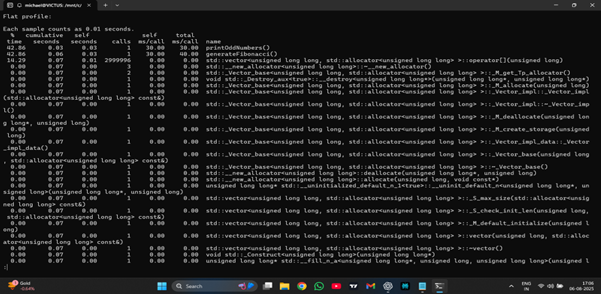 michael@VICTUS: /mnt/c/
Flat profile:
Each sample counts as 0.01 seconds.
% cumulative self self total
time seconds seconds calls ms/call ms/call name
42.86 0.03 0.03 1 30.00 30.00 printOddNumbers()
42.86 0.06 0.03 1 30.00 40.00 generateFibonacci()
14.29 0.07 0.01 2999996 0.00 0.00 std::vector<unsigned long long, std::allocator<unsigned long long> >::operator[](unsigned long)
0.00 0.07 0.00 3 0.00 0.00 std::__new_allocator<unsigned long long>::~__new_allocator()
0.00 0.07 0.00 2 0.00 0.00 std::_Vector_base<unsigned long long, std::allocator<unsigned long long> >::_M_get_Tp_allocator()
0.00 0.07 0.00 1 0.00 0.00 void std::_Destroy_aux<true>::__destroy<unsigned long long*>(unsigned long long*, unsigned long long*)
0.00 0.07 0.00 1 0.00 0.00 std::_Vector_base<unsigned long long, std::allocator<unsigned long long> >::_M_allocate(unsigned long)
0.00 0.07 0.00 1 0.00 0.00 std::_Vector_base<unsigned long long, std::allocator<unsigned long long> >::_Vector_impl::_Vector_impl
(std::allocator<unsigned long long> const&)
0.00 0.07 0.00 1 0.00 0.00 std::_Vector_base<unsigned long long, std::allocator<unsigned long long> >::_Vector_impl::~_Vector_imp
l()
0.00 0.07 0.00 1 0.00 0.00 std::_Vector_base<unsigned long long, std::allocator<unsigned long long> >::_M_deallocate(unsigned lon
g long*, unsigned long)
0.00 0.07 0.00 1 0.00 0.00 std::_Vector_base<unsigned long long, std::allocator<unsigned long long> >::_M_create_storage(unsigned
long)
0.00 0.07 0.00 1 0.00 0.00 std::_Vector_base<unsigned long long, std::allocator<unsigned long long> >::_Vector_impl_data::_Vector
_impl_data()
0.00 0.07 0.00 1 0.00 0.00 std::_Vector_base<unsigned long long, std::allocator<unsigned long long> >::_Vector_base(unsigned long
, std::allocator<unsigned long long> const&)
0.00 0.07 0.00 1 0.00 0.00 std::_Vector_base<unsigned long long, std::allocator<unsigned long long> >::~_Vector_base()
0.00 0.07 0.00 1 0.00 0.00 std::__new_allocator<unsigned long long>::deallocate(unsigned long long*, unsigned long)
0.00 0.07 0.00 1 0.00 0.00 std::__new_allocator<unsigned long long>::allocate(unsigned long, void const*)
0.00 0.07 0.00 1 0.00 0.00 unsigned long long* std::__uninitialized_default_n_1<true>::__uninit_default_n<unsigned long long*, un
signed long>(unsigned long long*, unsigned long)
0.00 0.07 0.00 1 0.00 0.00 std::vector<unsigned long long, std::allocator<unsigned long long> >::_S_max_size(std::allocator<unsig
ned long long> const&)
0.00 0.07 0.00 1 0.00 0.00 std::vector<unsigned long long, std::allocator<unsigned long long> >::_S_check_init_len(unsigned long,
std::allocator<unsigned long long> const&)
0.00 0.07 0.00 1 0.00 0.00 std::vector<unsigned long long, std::allocator<unsigned long long> >::_M_default_initialize(unsigned l
ong)
0.00 0.07 0.00 1 0.00 0.00 std::vector<unsigned long long, std::allocator<unsigned long long> >::vector(unsigned long, std::alloc
ator<unsigned long long> const&)
0.00 0.07 0.00 1 0.00 0.00 std::vector<unsigned long long, std::allocator<unsigned long long> >::~vector()
0.00 0.07 0.00 1 0.00 0.00 void std::_Construct<unsigned long long>(unsigned long long*)
0.00 0.07 0.00 1 0.00 0.00 unsigned long long* std::__fill_n_a<unsigned long long*, unsigned long, unsigned long long>(unsigned l
:
Gold
-0.64%
Search
ENG
IN
17:06
06-08-2025